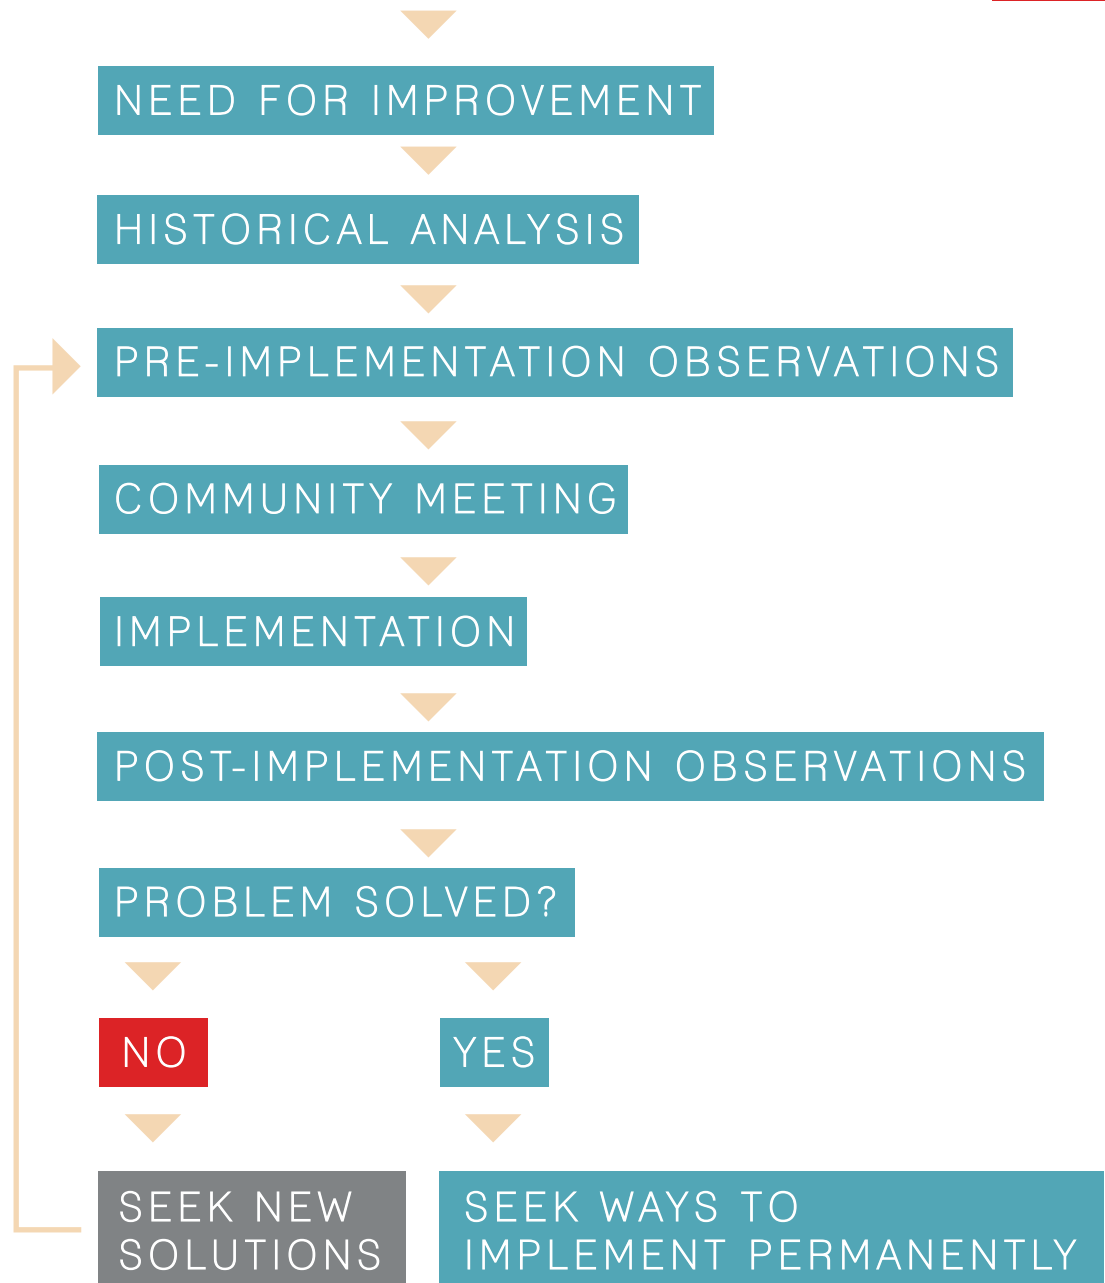 NEED FOR IMPROVEMENT
HISTORICAL ANALYSIS
PRE-IMPLEMENTATION OBSERVATIONS
COMMUNITY MEETING
IMPLEMENTATION
POST-IMPLEMENTATION OBSERVATIONS
PROBLEM SOLVED?
NO
YES
SEEK NEW
SOLUTIONS
SEEK WAYS TO
IMPLEMENT PERMANENTLY